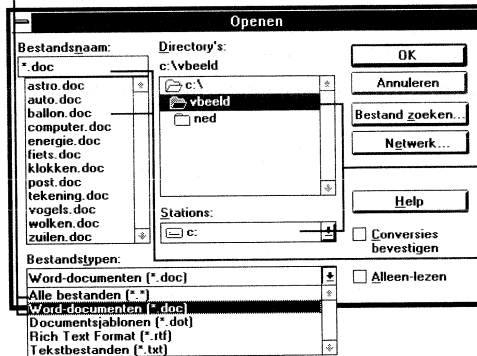 Openen
Bestandsnaam:
*.doc
astro.doc
auto.doc
ballon.doc
computer.doc
energie.doc
fiets.doc
klokken.doc
post.doc
tekening.doc
vogels.doc
wolken.doc
zuilen.doc
Directory's:
c:\vbeeld
c:\
vbeeld
ned
Stations:
c:
OK
Annuleren
Bestand zoeken...
Netwerk...
Help
Conversies
bevestigen
Alleen-lezen
Bestandstypen:
Word-documenten (*.doc)
Alle bestanden (*.*)
Word-documenten (*.doc)
Documentsjablonen (*.dot)
Rich Text Format (*.rtf)
Tekstbestanden (*.txt)